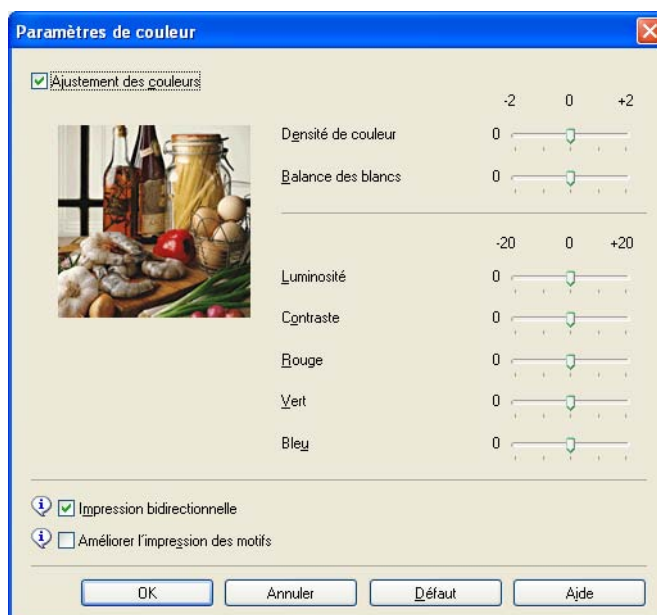 Paramètres de couleur
Ajustement des couleurs
-2 0 +2
Densité de couleur 0
Balance des blancs 0
-20 0 +20
Luminosité 0
Contraste 0
Rouge 0
Vert 0
Bleu 0
Impression bidirectionnelle
Améliorer l'impression des motifs
OK Annuler Défaut Aide